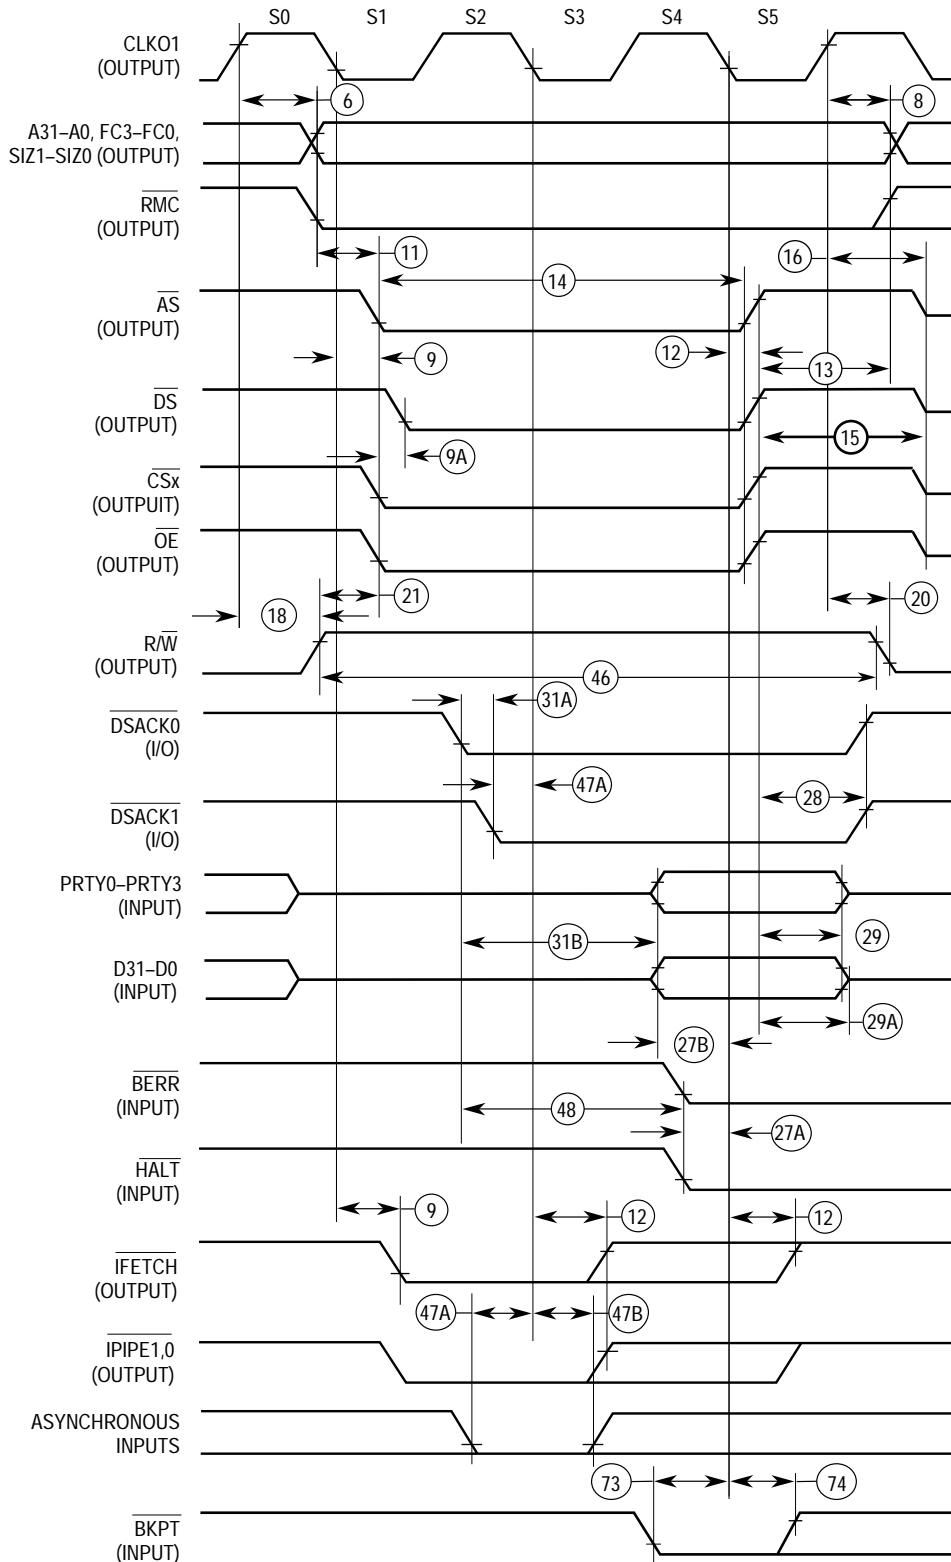 S0 S1 S2 S3 S4 S5
CLKO1
(OUTPUT)
6 8
A31–A0, FC3–FC0,
SIZ1–SIZ0 (OUTPUT)
RMC
(OUTPUT)
11 16
14
AS
(OUTPUT)
9 12
13
DS
(OUTPUT)
15
9A
CSx
(OUTPUIT)
OE
(OUTPUT)
21 20
18
R/W
(OUTPUT)
46
31A
DSACK0
(I/O)
47A
28
DSACK1
(I/O)
PRTY0–PRTY3
(INPUT)
31B 29
D31–D0
(INPUT)
29A
27B
BERR
(INPUT)
48
27A
HALT
(INPUT)
9 12 12
IFETCH
(OUTPUT)
47A 47B
IPIPE1,0
(OUTPUT)
ASYNCHRONOUS
INPUTS
73 74
BKPT
(INPUT)